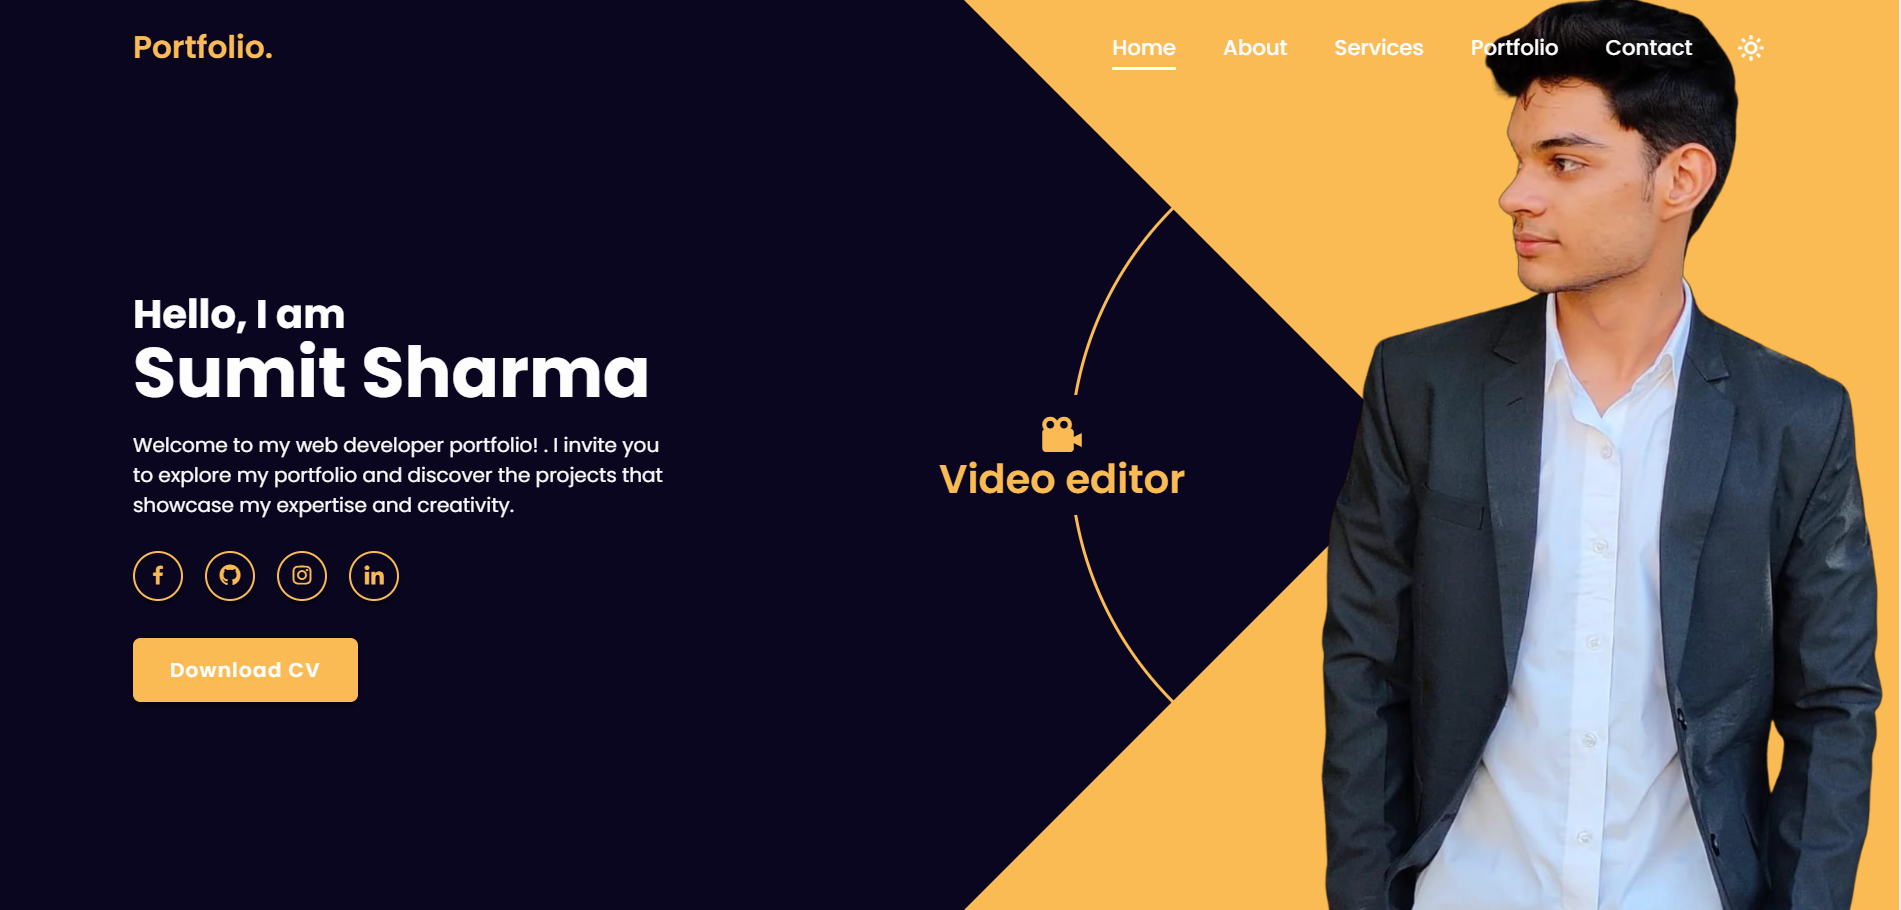 Portfolio.
Home About Services Portfolio Contact
Hello, I am
Sumit Sharma
Welcome to my web developer portfolio! . I invite you
to explore my portfolio and discover the projects that
showcase my expertise and creativity.
Download CV
Video editor